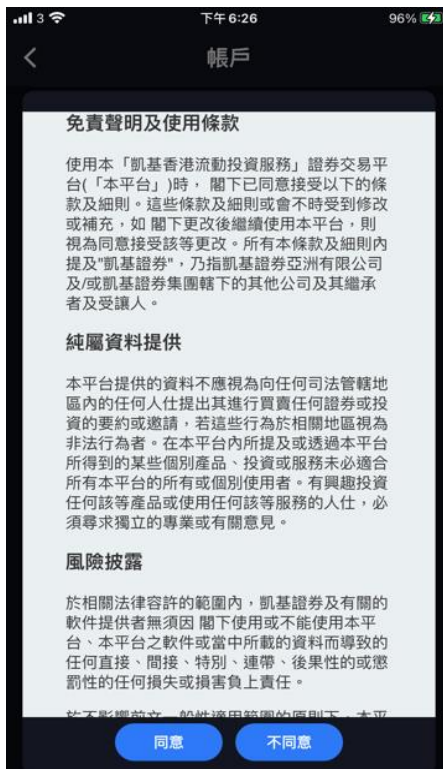 3
下午 6:26
96%
帳戶
免責聲明及使用條款
使用本「凱基香港流動投資服務」證券交易平
台(「本平台」)時， 閣下已同意接受以下的條
款及細則。這些條款及細則或會不時受到修改
或補充，如 閣下更改後繼續使用本平台，則
視為同意接受該等更改。所有本條款及細則內
提及"凱基證券"，乃指凱基證券亞洲有限公司
及/或凱基證券集團轄下的其他公司及其繼承
者及受讓人。
純屬資料提供
本平台提供的資料不應視為向任何司法管轄地
區內的任何人仕提出其進行買賣任何證券或投
資的要約或邀請，若這些行為於相關地區視為
非法行為者。在本平台內所提及或透過本平台
所得到的某些個別產品、投資或服務未必適合
所有本平台的所有或個別使用者。有興趣投資
任何該等產品或使用任何該等服務的人仕，必
須尋求獨立的專業或有關意見。
風險披露
於相關法律容許的範圍內，凱基證券及有關的
軟件提供者無須因 閣下使用或不能使用本平
台、本平台之軟件或當中所載的資料而導致的
任何直接、間接、特別、連帶、後果性的或懲
罰性的任何損失或損害負上責任。
於不影響前文一般性適用範圍的原則下，本平
同意
不同意